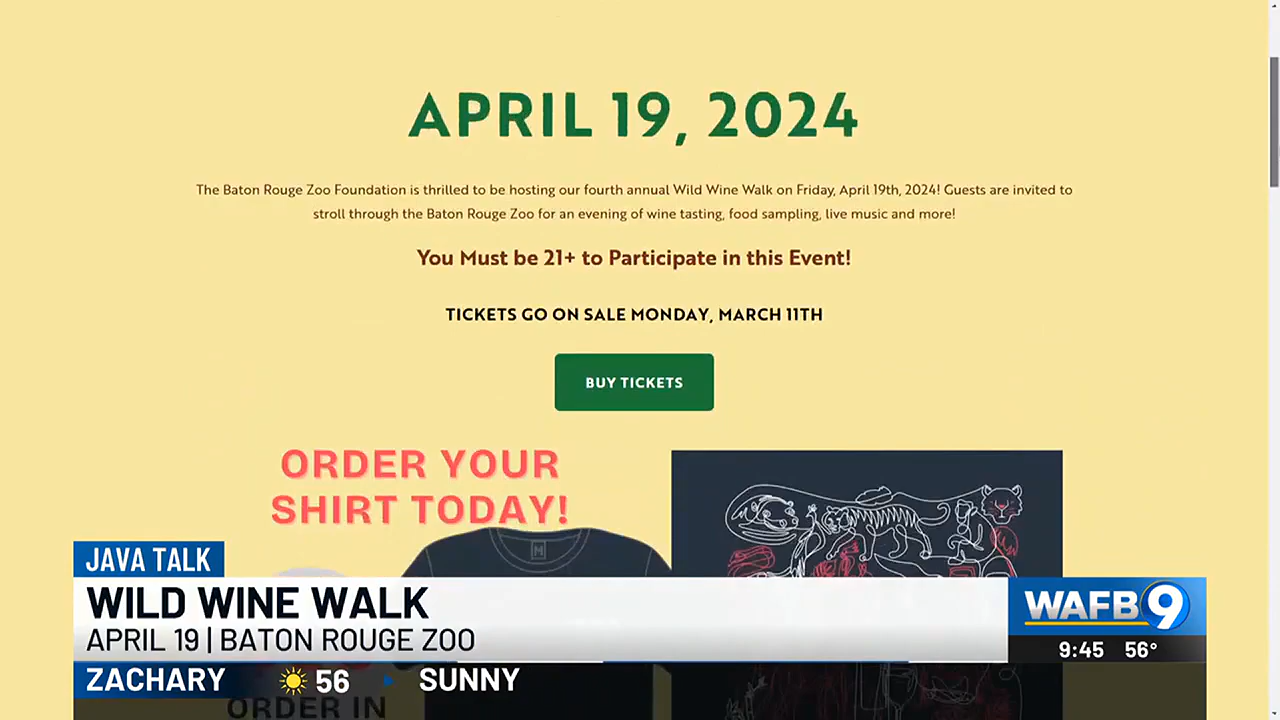 APRIL 19, 2024
The Baton Rouge Zoo Foundation is thrilled to be hosting our fourth annual Wild Wine Walk on Friday, April 19th, 2024! Guests are invited to
stroll through the Baton Rouge Zoo for an evening of wine tasting, food sampling, live music and more!
You Must be 21+ to Participate in this Event!
TICKETS GO ON SALE MONDAY, MARCH 11TH
BUY TICKETS
ORDER YOUR
SHIRT TODAY!
M
JAVA TALK
WILD WINE WALK
APRIL 19 | BATON ROUGE ZOO
WAFB 9
9:45 56°
ZACHARY 56 SUNNY
ORDER IN